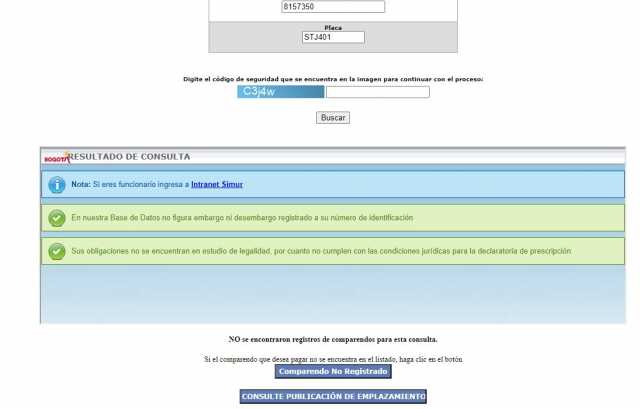 8157350
Placa
STJ401
Digite el código de seguridad que se encuentra en la imagen para continuar con el proceso:
C3j4w
Buscar
BOGOTÁ RESULTADO DE CONSULTA
Nota: Si eres funcionario ingresa a Intranet Simur
En nuestra Base de Datos no figura embargo ni desembargo registrado a su número de identificación
Sus obligaciones no se encuentran en estudio de legalidad, por cuanto no cumplen con las condiciones jurídicas para la declaratoria de prescripción
NO se encontraron registros de comparendos para esta consulta.
Si el comparendo que desea pagar no se encuentra en el listado, haga clic en el botón
Comparendo No Registrado
CONSULTE PUBLICACIÓN DE EMPLAZAMIENTO